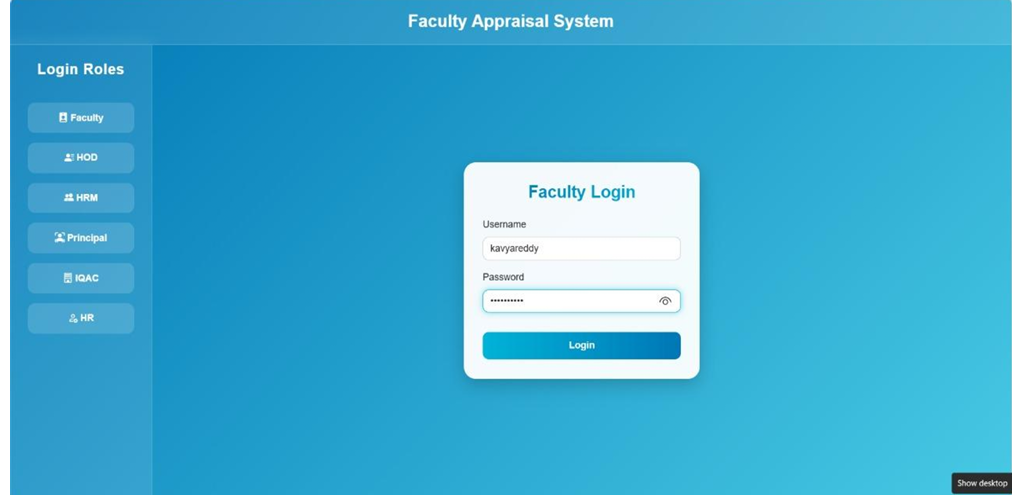 Faculty Appraisal System
Login Roles
Faculty
HOD
HRM
Principal
IQAC
HR
Faculty Login
Username
kavyareddy
Password
••••••••••
Login
Show desktop